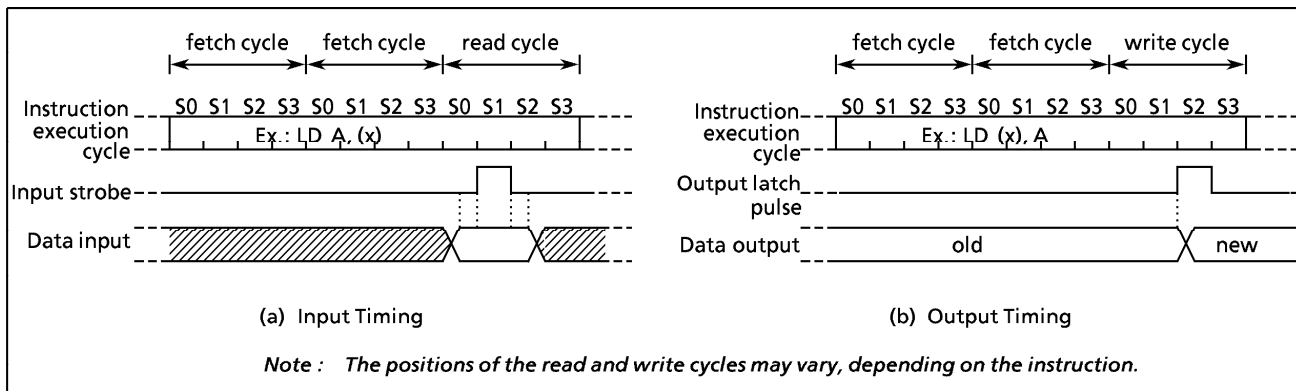 fetch cycle fetch cycle read cycle
Instruction execution cycle
S0 S1 S2 S3 S0 S1 S2 S3 S0 S1 S2 S3
Ex.: LD A, (x)
Input strobe
Data input
(a) Input Timing
fetch cycle fetch cycle write cycle
Instruction execution cycle
S0 S1 S2 S3 S0 S1 S2 S3 S0 S1 S2 S3
Ex.: LD (x), A
Output latch pulse
Data output
old new
(b) Output Timing
Note : The positions of the read and write cycles may vary, depending on the instruction.